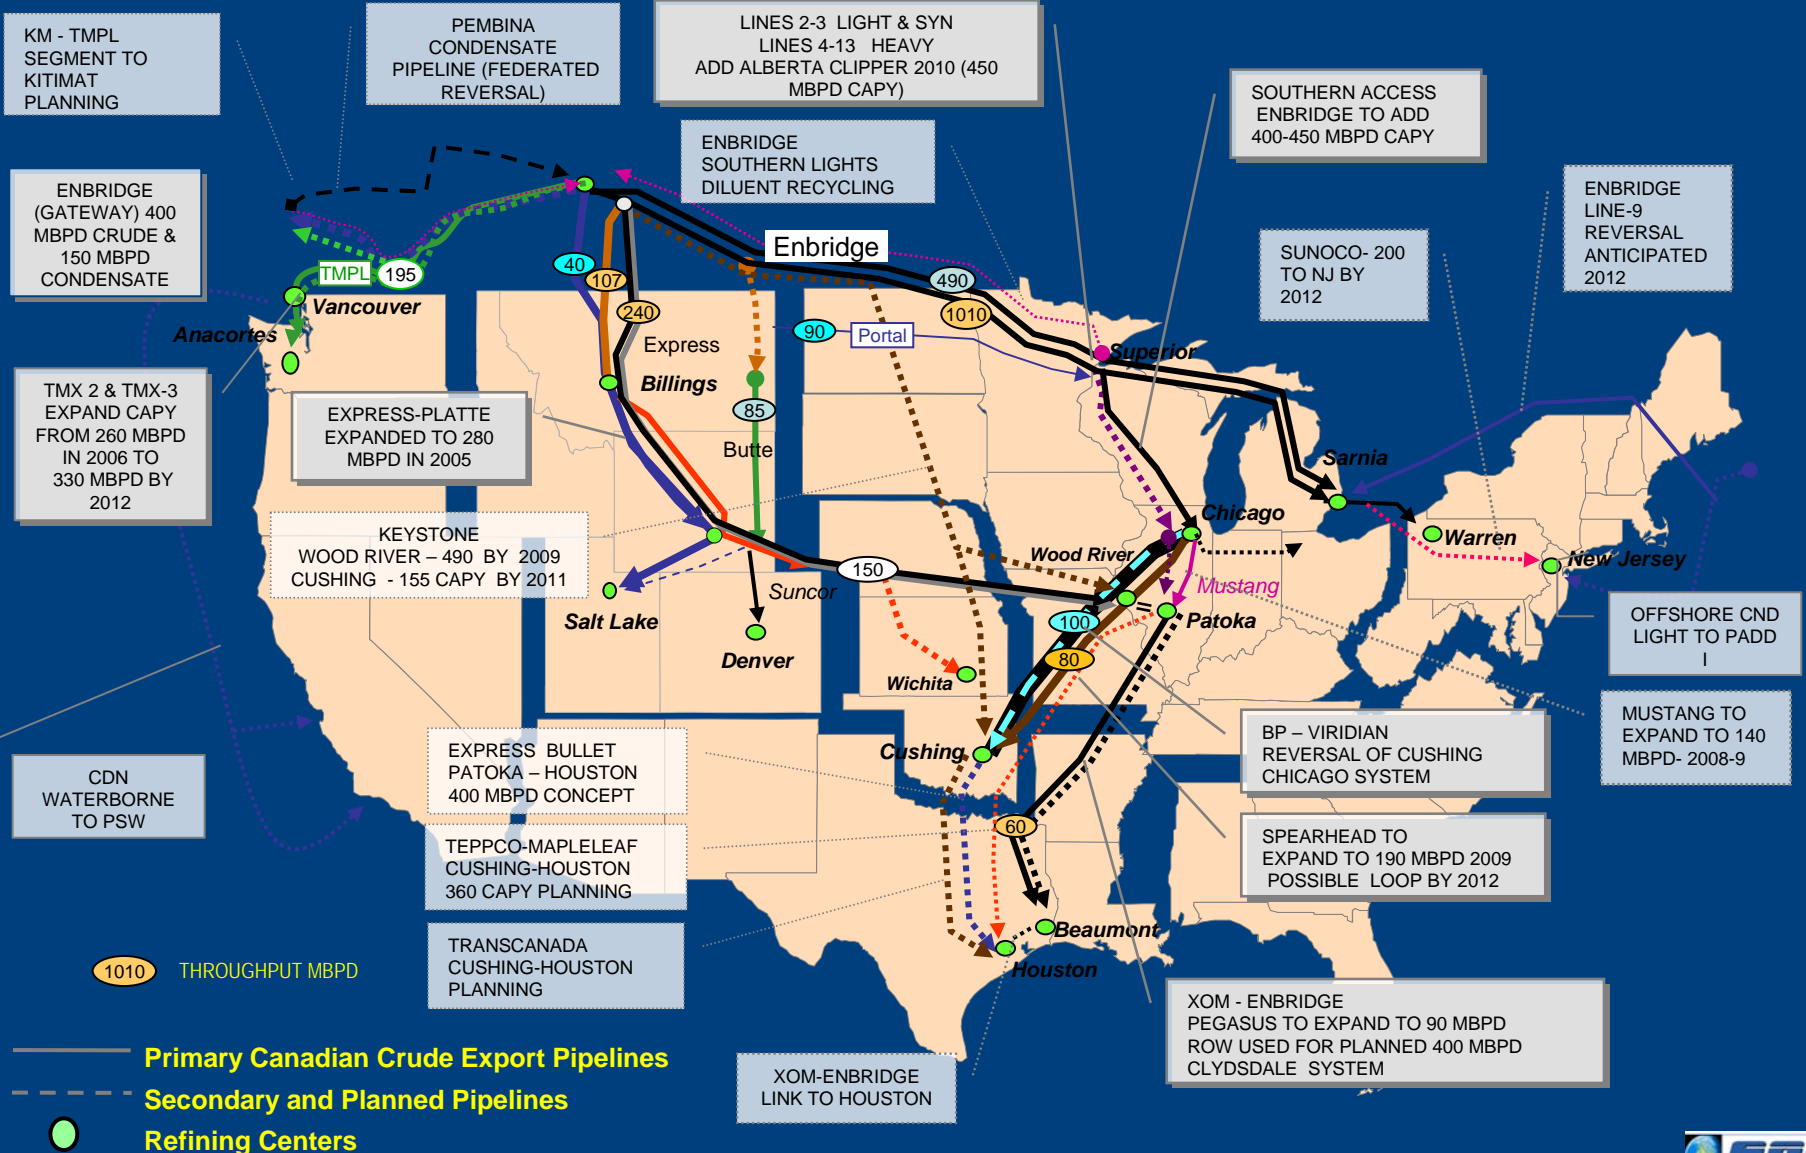 KM - TMPL
SEGMENT TO
KITIMAT
PLANNING
PEMBINA
CONDENSATE
PIPELINE (FEDERATED
REVERSAL)
LINES 2-3 LIGHT & SYN
LINES 4-13 HEAVY
ADD ALBERTA CLIPPER 2010 (450
MBPD CAPY)
SOUTHERN ACCESS
ENBRIDGE TO ADD
400-450 MBPD CAPY
ENBRIDGE
SOUTHERN LIGHTS
DILUENT RECYCLING
ENBRIDGE
LINE-9
REVERSAL
ANTICIPATED
2012
ENBRIDGE
(GATEWAY) 400
MBPD CRUDE &
150 MBPD
CONDENSATE
SUNOCO- 200
TO NJ BY
2012
Enbridge
TMPL
195
40
107
240
490
1010
90
Portal
Vancouver
Anacortes
Express
Superior
Billings
TMX 2 & TMX-3
EXPAND CAPY
FROM 260 MBPD
IN 2006 TO
330 MBPD BY
2012
EXPRESS-PLATTE
EXPANDED TO 280
MBPD IN 2005
85
Butte
Sarnia
Chicago
Warren
New Jersey
KEYSTONE
WOOD RIVER – 490 BY 2009
CUSHING - 155 CAPY BY 2011
Wood River
150
Suncor
Mustang
Salt Lake
100
Patoka
Denver
80
Wichita
OFFSHORE CND
LIGHT TO PADD
I
MUSTANG TO
EXPAND TO 140
MBPD- 2008-9
BP – VIRIDIAN
REVERSAL OF CUSHING
CHICAGO SYSTEM
Cushing
EXPRESS BULLET
PATOKA – HOUSTON
400 MBPD CONCEPT
CDN
WATERBORNE
TO PSW
60
TEPPCO-MAPLELEAF
CUSHING-HOUSTON
360 CAPY PLANNING
SPEARHEAD TO
EXPAND TO 190 MBPD 2009
POSSIBLE LOOP BY 2012
Beaumont
Houston
TRANSCANADA
CUSHING-HOUSTON
PLANNING
1010 THROUGHPUT MBPD
XOM - ENBRIDGE
PEGASUS TO EXPAND TO 90 MBPD
ROW USED FOR PLANNED 400 MBPD
CLYDSDALE SYSTEM
XOM-ENBRIDGE
LINK TO HOUSTON
Primary Canadian Crude Export Pipelines
Secondary and Planned Pipelines
Refining Centers